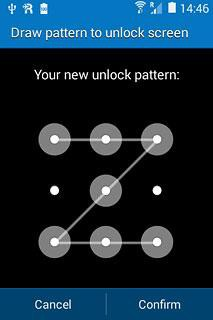 14:46
Draw pattern to unlock screen
Your new unlock pattern:
Cancel Confirm